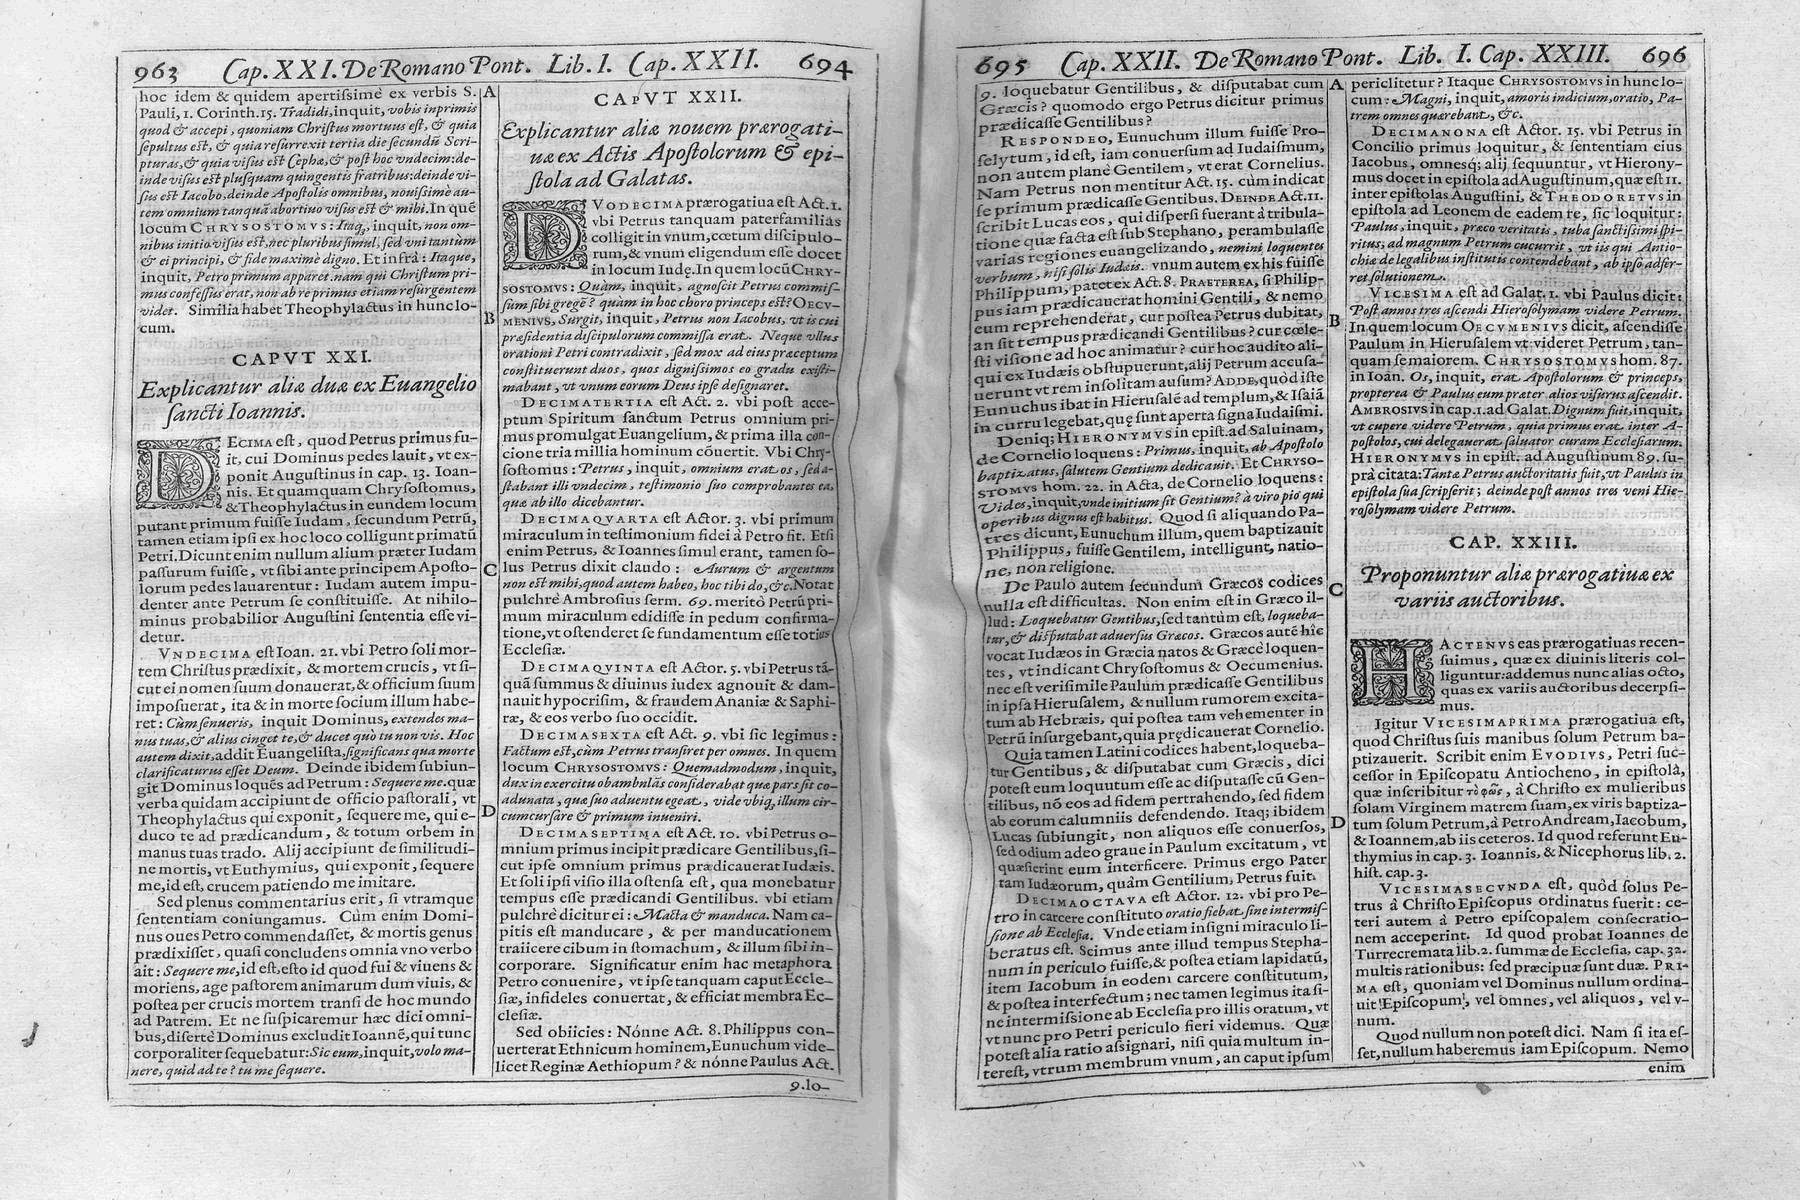 963 Cap. XXI. De Romano Pont. Lib. I. Cap. XXII. 694
hoc idem & quidem apertissimè ex verbis S.
Pauli, 1. Corinth. 15. Tradidi, inquit, vobis inprimis
quod & accepi, quoniam Christus mortuus est, & quia
sepultus est, & quia resurrexit tertia die secundũ Scri-
pturas, & quia visus est Cephæ, & post hoc vndecim: de-
inde visus est plusquam quingentis fratribus: deinde vi-
sus est Iacobo, deinde Apostolis omnibus, nouissimè au-
tem omnium tanquã abortiuo visus est & mihi. In quẽ
locum CHRYSOSTOMVS: Itaq;, inquit, non om-
nibus initio visus est, nec pluribus simul, sed vni tantùm
& ei principi, & fide maximè digno. Et infrà: Itaque,
inquit, Petro primum apparet, nam qui Christum pri-
mus confessus erat, non ab re primus etiam resurgentem
videt. Similia habet Theophylactus in hunc lo-
cum.
CAPVT XXI.
Explicantur aliæ duæ ex Euangelio
sancti Ioannis.
DECIMA est, quod Petrus primus fu-
it, cui Dominus pedes lauit, vt ex-
ponit Augustinus in cap. 13. Ioan-
nis. Et quamquam Chrysostomus,
& Theophylactus in eundem locum
putant primum fuisse Iudam, secundum Petrũ,
tamen etiam ipsi ex hoc loco colligunt primatũ
Petri. Dicunt enim nullum alium præter Iudam
passurum fuisse, vt sibi ante principem Aposto-
lorum pedes lauarentur: Iudam autem impu-
denter ante Petrum se constituisse. At nihilo-
minus probabilior Augustini sententia esse vi-
detur.
VNDECIMA est Ioan. 21. vbi Petro soli mor-
tem Christus prædixit, & mortem crucis, vt si-
cut ei nomen suum donauerat, & officium suum
imposuerat, ita & in morte socium illum habe-
ret: Cùm senueris, inquit Dominus, extendes ma-
nus tuas, & alius cinget te, & ducet quò tu non vis. Hoc
autem dixit, addit Euangelista, significans qua morte
clarificaturus esset Deum. Deinde ibidem subiun-
git Dominus loquẽs ad Petrum: Sequere me. quæ
verba quidam accipiunt de officio pastorali, vt
Theophylactus qui exponit, sequere me, qui e-
duco te ad prædicandum, & totum orbem in
manus tuas trado. Alij accipiunt de similitudi-
ne mortis, vt Euthymius, qui exponit, sequere
me, id est, crucem patiendo me imitare.
Sed plenus commentarius erit, si vtramque
sententiam coniungamus. Cùm enim Domi-
nus oues Petro commendasset, & mortis genus
prædixisset, quasi concludens omnia vno verbo
ait: Sequere me, id est, esto id quod fui & viuens &
moriens, age pastorem animarum dum viuis, &
postea per crucis mortem transi de hoc mundo
ad Patrem. Et ne suspicaremur hæc dici omni-
bus, disertè Dominus excludit Ioannẽ, qui tunc
corporaliter sequebatur: Sic eum, inquit, volo ma-
nere, quid ad te? tu me sequere.
A
B
C
D
CAPVT XXII.
Explicantur aliæ nouem prærogati-
uæ ex Actis Apostolorum & epi-
stola ad Galatas.
DVODECIMA prærogatiua est Act. 1.
vbi Petrus tanquam paterfamilias
colligit in vnum, cœtum discipulo-
rum, & vnum eligendum esse docet
in locum Iudę. In quem locũ CHRY-
SOSTOMVS: Quàm, inquit, agnoscit Petrus commis-
sum sibi gregẽ? quàm in hoc choro princeps est? OECV-
MENIVS, Surgit, inquit, Petrus non Iacobus, vt is cui
præsidentia discipulorum commissa erat. Neque vllus
orationi Petri contradixit, sed mox ad eius præceptum
constituerunt duos, quos dignissimos eo gradu existi-
mabant, vt vnum eorum Deus ipse designaret.
DECIMATERTIA est Act. 2. vbi post acce-
ptum Spiritum sanctum Petrus omnium pri-
mus promulgat Euangelium, & prima illa con-
cione tria millia hominum cõuertit. Vbi Chry-
sostomus: Petrus, inquit, omnium erat os, sed a-
stabant illi vndecim, testimonio suo comprobantes ea,
quæ ab illo dicebantur.
DECIMAQVARTA est Actor. 3. vbi primum
miraculum in testimonium fidei à Petro fit. Etsi
enim Petrus, & Ioannes simul erant, tamen so-
lus Petrus dixit claudo: Aurum & argentum
non est mihi, quod autem habeo, hoc tibi do, &c. Notat
pulchrè Ambrosius serm. 69. meritò Petrũ pri-
mum miraculum edidisse in pedum confirma-
tione, vt ostenderet se fundamentum esse totius
Ecclesiæ.
DECIMAQVINTA est Actor. 5. vbi Petrus tã-
quã summus & diuinus iudex agnouit & dam-
nauit hypocrisim, & fraudem Ananiæ & Saphi-
ræ, & eos verbo suo occidit.
DECIMASEXTA est Act. 9. vbi sic legimus:
Factum est, cùm Petrus transiret per omnes. In quem
locum CHRYSOSTOMVS: Quemadmodum, inquit,
dux in exercitu obambulãs considerabat quæ pars sit co-
adunata, quæ suo aduentu egeat, vide vbiq; illum cir-
cumcursare & primum inueniri.
DECIMASEPTIMA est Act. 10. vbi Petrus o-
mnium primus incipit prædicare Gentilibus, si-
cut ipse omnium primus prædicauerat Iudæis.
Et soli ipsi visio illa ostensa est, qua monebatur
tempus esse prædicandi Gentilibus. vbi etiam
pulchrè dicitur ei: Macta & manduca. Nam ca-
pitis est manducare, & per manducationem
traiicere cibum in stomachum, & illum sibi in-
corporare. Significatur enim hac metaphora
Petro conuenire, vt ipse tanquam caput Eccle-
siæ, infideles conuertat, & efficiat membra Ec-
clesiæ.
Sed obiicies: Nónne Act. 8. Philippus con-
uerterat Ethnicum hominem, Eunuchum vide-
licet Reginæ Aethiopum? & nónne Paulus Act.
9. lo-
695 Cap. XXII. De Romano Pont. Lib. I. Cap. XXIII. 696
9. loquebatur Gentilibus, & disputabat cum
Græcis? quomodo ergo Petrus dicitur primus
prædicasse Gentilibus?
RESPONDEO, Eunuchum illum fuisse Pro-
selytum, id est, iam conuersum ad Iudaismum,
non autem planè Gentilem, vt erat Cornelius.
Nam Petrus non mentitur Act. 15. cùm indicat
se primum prædicasse Gentibus. DEINDE Act. 11.
scribit Lucas eos, qui dispersi fuerant à tribula-
tione quæ facta est sub Stephano, perambulasse
varias regiones euangelizando, nemini loquentes
verbum, nisi solis Iudæis. vnum autem ex his fuisse
Philippum, patet ex Act. 8. PRAETEREA, si Philip-
pus iam prædicauerat homini Gentili, & nemo
eum reprehenderat, cur postea Petrus dubitat,
an sit tempus prædicandi Gentilibus? cur cœle-
sti visione ad hoc animatur? cur hoc audito ali-
qui ex Iudæis obstupuerunt, alij Petrum accusa-
uerunt vt rem insolitam ausum? ADDE, quòd iste
Eunuchus ibat in Hierusalẽ ad templum, & Isaiã
in curru legebat, quę sunt aperta signa Iudaismi.
Deniq; HIERONYMVS in epist. ad Saluinam,
de Cornelio loquens: Primus, inquit, ab Apostolo
baptizatus, salutem Gentium dedicauit. Et CHRYSO-
STOMVS hom. 22. in Acta, de Cornelio loquens:
Vides, inquit, vnde initium sit Gentium? à viro pio qui
operibus dignus est habitus. Quod si aliquando Pa-
tres dicunt, Eunuchum illum, quem baptizauit
Philippus, fuisse Gentilem, intelligunt, natio-
ne, non religione.
De Paulo autem secundum Græcos codices
nulla est difficultas. Non enim est in Græco il-
lud: Loquebatur Gentibus, sed tantùm est, loqueba-
tur, & disputabat aduersus Græcos. Græcos autẽ hîc
vocat Iudæos in Græcia natos & Græcè loquen-
tes, vt indicant Chrysostomus & Oecumenius.
nec est verisimile Paulum prædicasse Gentilibus
in ipsa Hierusalem, & nullum rumorem excita-
tum ab Hebræis, qui postea tam vehementer in
Petrũ insurgebant, quia prędicauerat Cornelio.
Quia tamen Latini codices habent, loqueba-
tur Gentibus, & disputabat cum Græcis, dici
potest eum loquutum esse ac disputasse cũ Gen-
tilibus, nõ eos ad fidem pertrahendo, sed fidem
ab eorum calumniis defendendo. Itaq; ibidem
Lucas subiungit, non aliquos esse conuersos,
sed odium adeo graue in Paulum excitatum, vt
quæsierint eum interficere. Primus ergo Pater
tam Iudæorum, quàm Gentilium, Petrus fuit.
DECIMAOCTAVA est Actor. 12. vbi pro Pe-
tro in carcere constituto oratio fiebat sine intermis-
sione ab Ecclesia. Vnde etiam insigni miraculo li-
beratus est. Scimus ante illud tempus Stepha-
num in periculo fuisse, & postea etiam lapidatũ,
item Iacobum in eodem carcere constitutum,
& postea interfectum; nec tamen legimus ita si-
ne intermissione ab Ecclesia pro illis oratum, vt
vt nunc pro Petri periculo fieri videmus. Quæ
potest alia ratio assignari, nisi quia multum in-
terest, vtrum membrum vnum, an caput ipsum
A
B
C
D
periclitetur? Itaque CHRYSOSTOMVS in hunc lo-
cum: Magni, inquit, amoris indicium, oratio, Pa-
trem omnes quærebant, &c.
DECIMANONA est Actor. 15. vbi Petrus in
Concilio primus loquitur, & sententiam eius
Iacobus, omnesq; alij sequuntur, vt Hierony-
mus docet in epistola ad Augustinum, quæ est 11.
inter epistolas Augustini, & THEODORETVS in
epistola ad Leonem de eadem re, sic loquitur:
Paulus, inquit, præco veritatis, tuba sanctissimi spi-
ritus, ad magnum Petrum cucurrit, vt iis qui Antio-
chiæ de legalibus institutis contendebant, ab ipso adfer-
ret solutionem.
VICESIMA est ad Galat. 1. vbi Paulus dicit:
Post annos tres ascendi Hierosolymam videre Petrum.
In quem locum OECVMENIVS dicit, ascendisse
Paulum in Hierusalem vt videret Petrum, tan-
quam se maiorem. CHRYSOSTOMVS hom. 87.
in Ioan. Os, inquit, erat Apostolorum & princeps,
propterea & Paulus eum præter alios visurus ascendit.
AMBROSIVS in cap. 1. ad Galat. Dignum fuit, inquit,
vt cupere videre Petrum, quia primus erat inter A-
postolos, cui delegauerat saluator curam Ecclesiarum.
HIERONYMVS in epist. ad Augustinum 89. su-
prà citata: Tantæ Petrus auctoritatis fuit, vt Paulus in
epistola sua scripserit; deinde post annos tres veni Hie-
rosolymam videre Petrum.
CAP. XXIII.
Proponuntur aliæ prærogatiuæ ex
variis auctoribus.
HACTENVS eas prærogatiuas recen-
suimus, quæ ex diuinis literis col-
liguntur: addemus nunc alias octo,
quas ex variis auctoribus decerpsi-
mus.
Igitur VICESIMAPRIMA prærogatiua est,
quod Christus suis manibus solum Petrum ba-
ptizauerit. Scribit enim EVODIVS, Petri suc-
cessor in Episcopatu Antiocheno, in epistolâ,
quæ inscribitur τὸ φῶς, à Christo ex mulieribus
solam Virginem matrem suam, ex viris baptiza-
tum solum Petrum, à Petro Andream, Iacobum,
& Ioannem, ab iis ceteros. Id quod referunt Eu-
thymius in cap. 3. Ioannis, & Nicephorus lib. 2.
hist. cap. 3.
VICESIMASECVNDA est, quòd solus Pe-
trus à Christo Episcopus ordinatus fuerit: ce-
teri autem à Petro episcopalem consecratio-
nem acceperint. Id quod probat Ioannes de
Turrecremata lib. 2. summæ de Ecclesia, cap. 32.
multis rationibus: sed præcipuæ sunt duæ. PRI-
MA est, quoniam vel Dominus nullum ordina-
uit Episcopum, vel omnes, vel aliquos, vel v-
num.
Quod nullum non potest dici. Nam si ita es-
set, nullum haberemus iam Episcopum. Nemo
enim